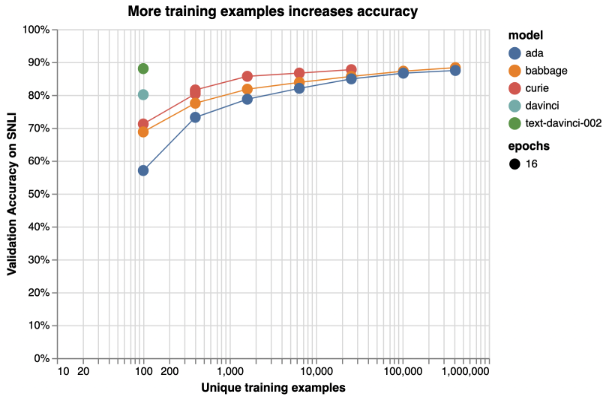 More training examples increases accuracy
100%
90%
80%
70%
60%
50%
40%
30%
20%
10%
0%
Validation Accuracy on SNLI
10 20 100 200 1,000 10,000 100,000 1,000,000
Unique training examples
model
ada
babbage
curie
davinci
text-davinci-002
epochs
16